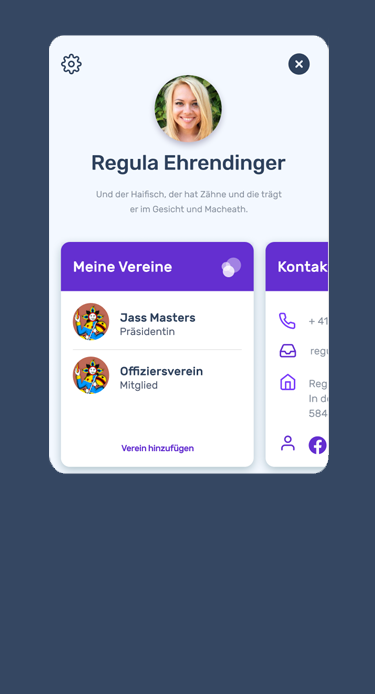 Regula Ehrendinger
Und der Haifisch, der hat Zähne und die trägt
er im Gesicht und Macheath.
Meine Vereine
Jass Masters
Präsidentin
Offiziersverein
Mitglied
Verein hinzufügen
Kontak
+ 41
regu
Reg
In de
584